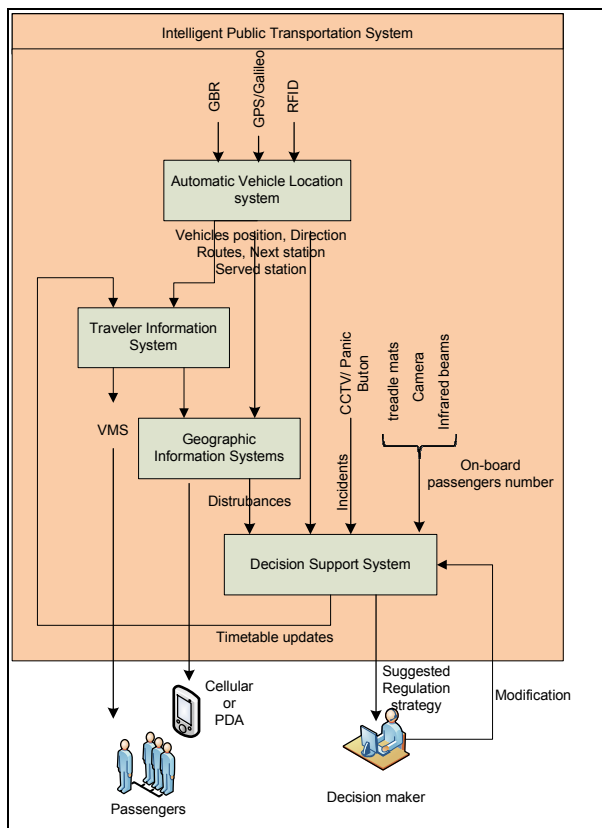 Intelligent Public Transportation System
GBR
GPS/Galileo
RFID
Automatic Vehicle Location
system
Vehicles position, Direction
Routes, Next station
Served station
Traveler Information
System
CCTV/ Panic
Buton
treadle mats
Camera
Infrared beams
VMS
Geographic
Information Systems
On-board
passengers number
Incidents
Distrubances
Decision Support System
Timetable updates
Suggested
Regulation
strategy
Modification
Cellular
or
PDA
Passengers
Decision maker